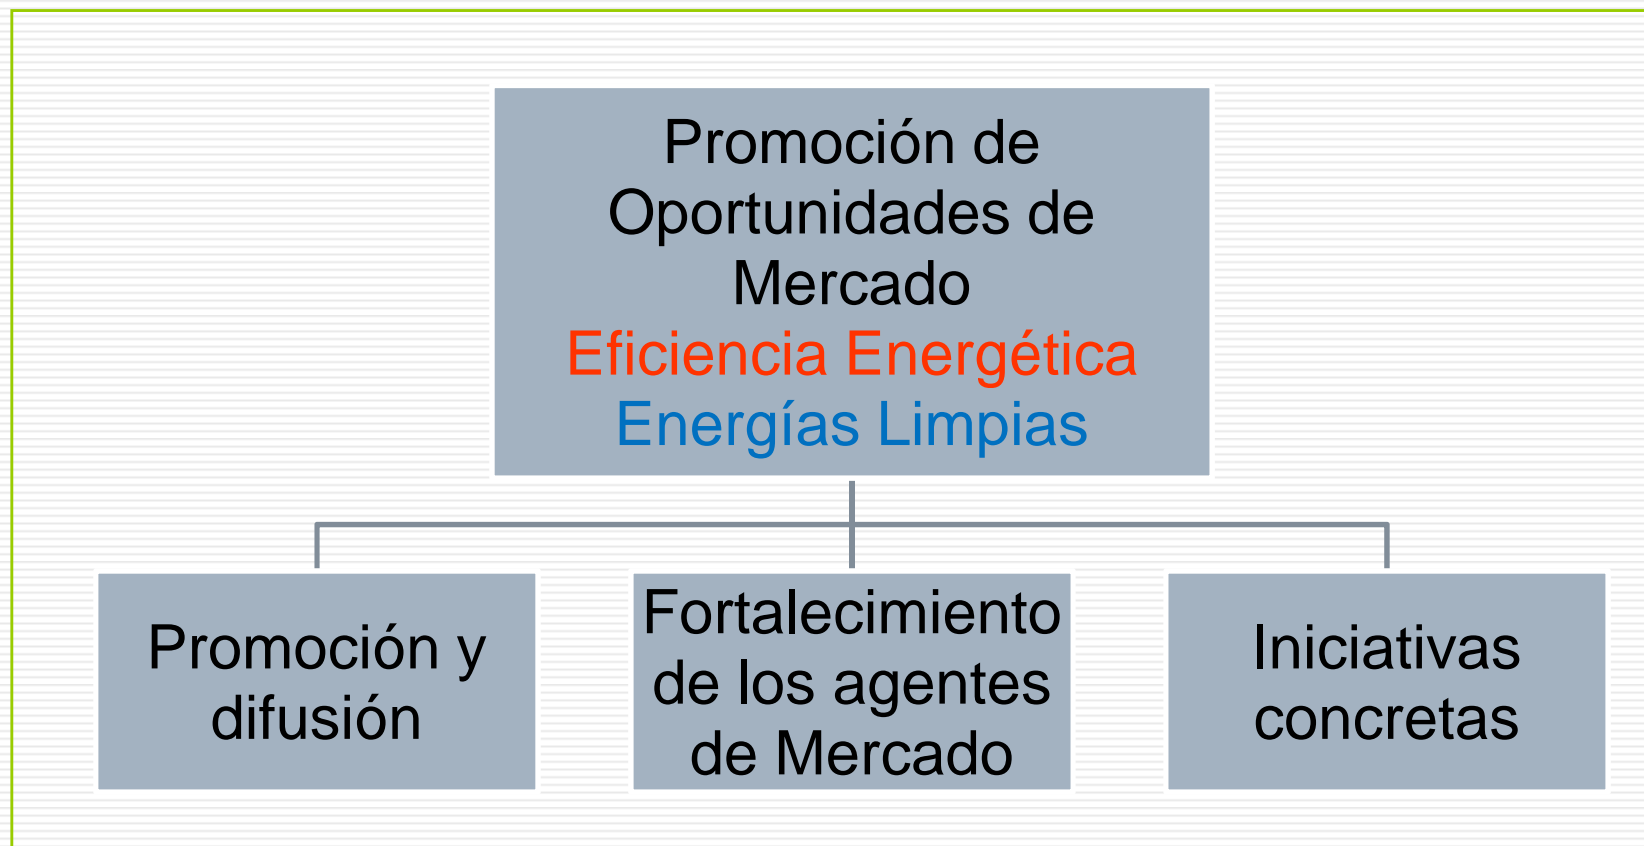 Promoción de
Oportunidades de
Mercado
Eficiencia Energética
Energías Limpias
Promoción y
difusión
Fortalecimiento
de los agentes
de Mercado
Iniciativas
concretas